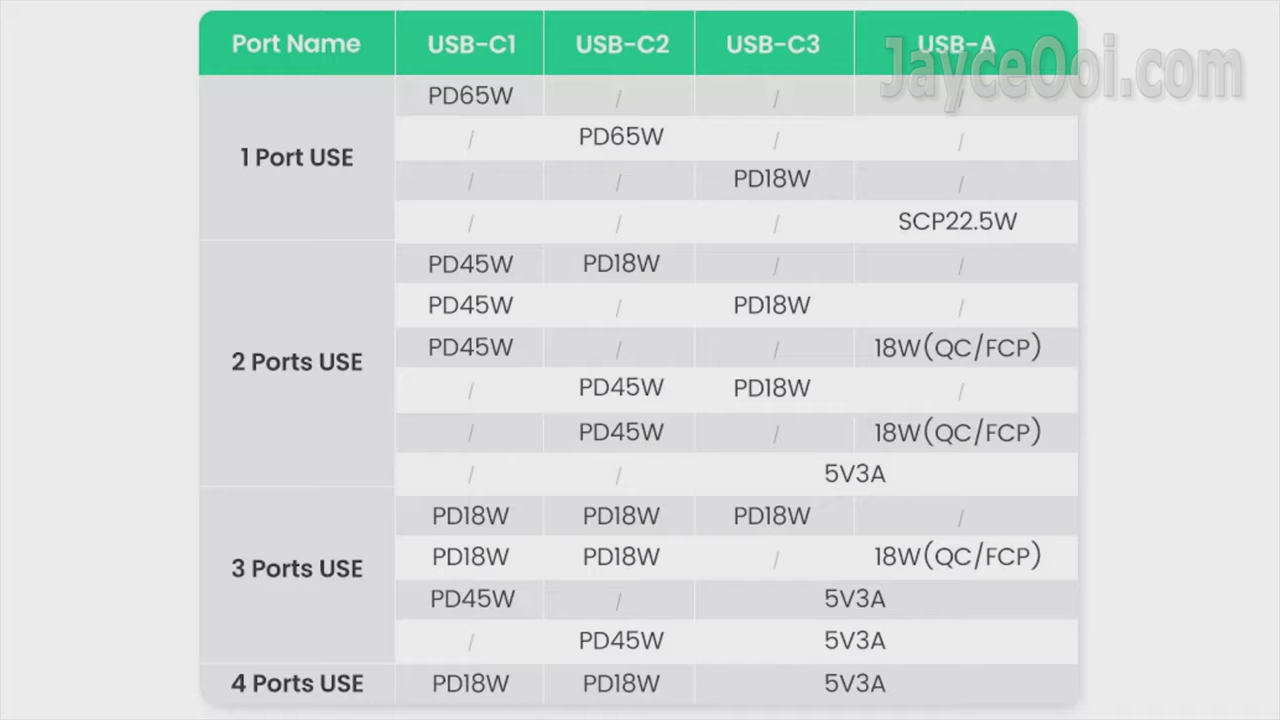 Port Name USB-C1 USB-C2 USB-C3 USB-A
JayceOoi.com
PD65W / / /
1 Port USE
/ PD65W / /
/ / PD18W /
/ / / SCP22.5W
PD45W PD18W / /
PD45W / PD18W /
2 Ports USE
PD45W / / 18W(QC/FCP)
/ PD45W PD18W /
/ PD45W / 18W(QC/FCP)
/ / 5V3A
PD18W PD18W PD18W /
3 Ports USE
PD18W PD18W / 18W(QC/FCP)
PD45W / 5V3A
/ PD45W 5V3A
4 Ports USE PD18W PD18W 5V3A